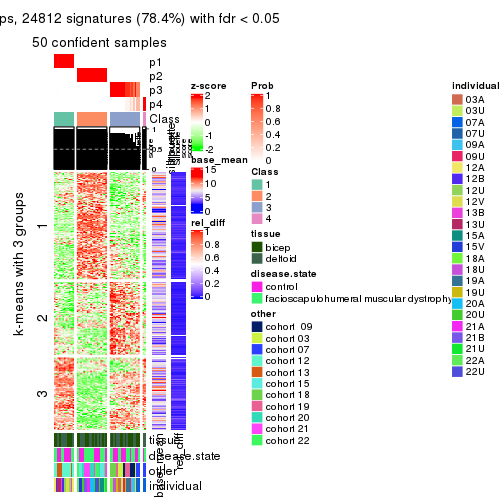 ps, 24812 signatures (78.4%) with fdr < 0.05
50 confident samples
p1
p2
p3
p4
Class
1
0.5
0
silhouette
k-means with 3 groups
1
2
3
tissue
disease.state
other
individual
base_mean
rel_diff
z-score
2
1
0
-1
-2
base_mean
15
10
5
0
rel_diff
1
0.8
0.6
0.4
0.2
0
Prob
1
0.8
0.6
0.4
0.2
0
Class
1
2
3
4
tissue
bicep
deltoid
disease.state
control
facioscapulohumeral muscular dystrophy
other
cohort 09
cohort 03
cohort 07
cohort 12
cohort 13
cohort 15
cohort 18
cohort 19
cohort 20
cohort 21
cohort 22
individual
03A
03U
07A
07U
09A
09U
12A
12B
12U
12V
13B
13U
15A
15V
18A
18U
19A
19U
20A
20U
21A
21B
21U
22A
22U